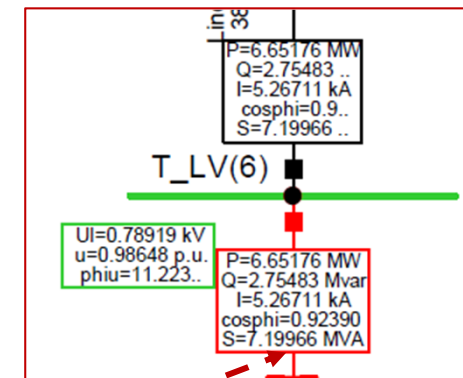 P=6.65176 MW
Q=2.75483 ..
I=5.26711 kA
cosphi=0.9..
S=7.19966 ..
T_LV(6)
Ul=0.78919 kV
u=0.98648 p.u.
phiu=11.223..
P=6.65176 MW
Q=2.75483 Mvar
I=5.26711 kA
cosphi=0.92390
S=7.19966 MVA